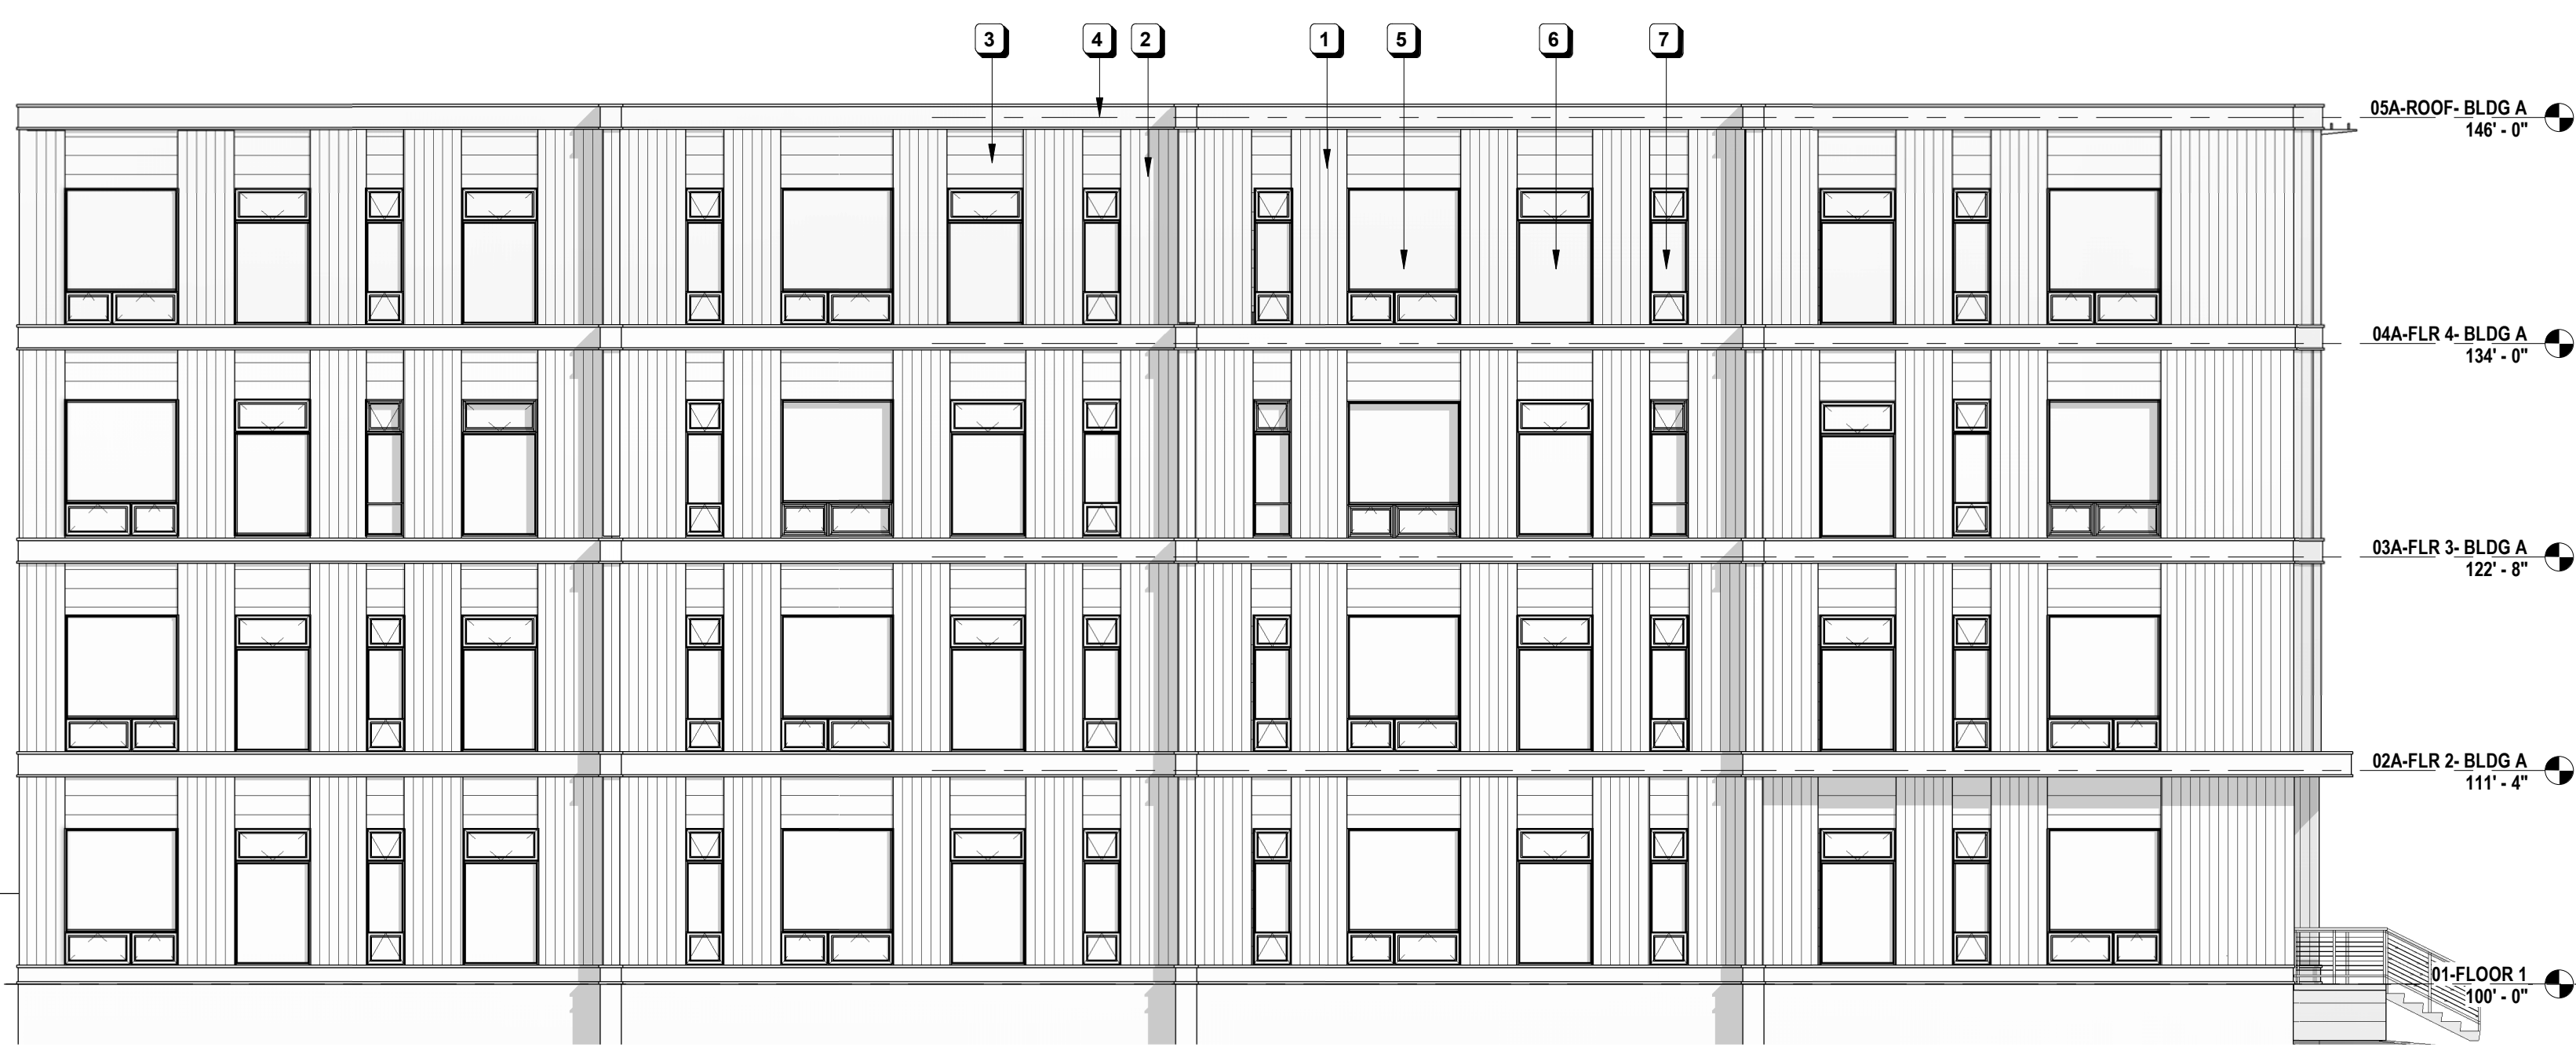 3 4 2 1 5 6 7
05A-ROOF- BLDG A
146' - 0"
04A-FLR 4- BLDG A
134' - 0"
03A-FLR 3- BLDG A
122' - 8"
02A-FLR 2- BLDG A
111' - 4"
01-FLOOR 1
100' - 0"